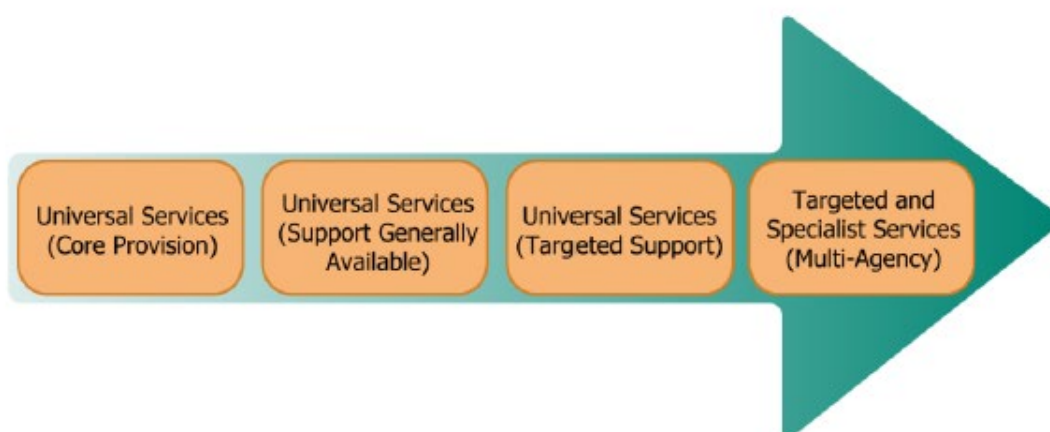 Universal Services
(Core Provision)
Universal Services
(Support Generally
Available)
Universal Services
(Targeted Support)
Targeted and
Specialist Services
(Multi-Agency)